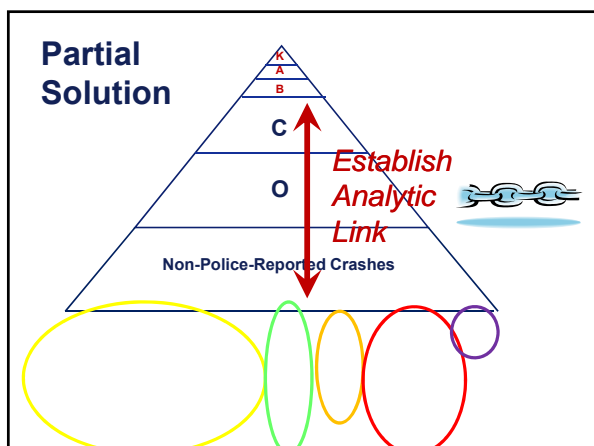 Partial
Solution
K
A
B
C
O
Establish
Analytic
Link
Non-Police-Reported Crashes